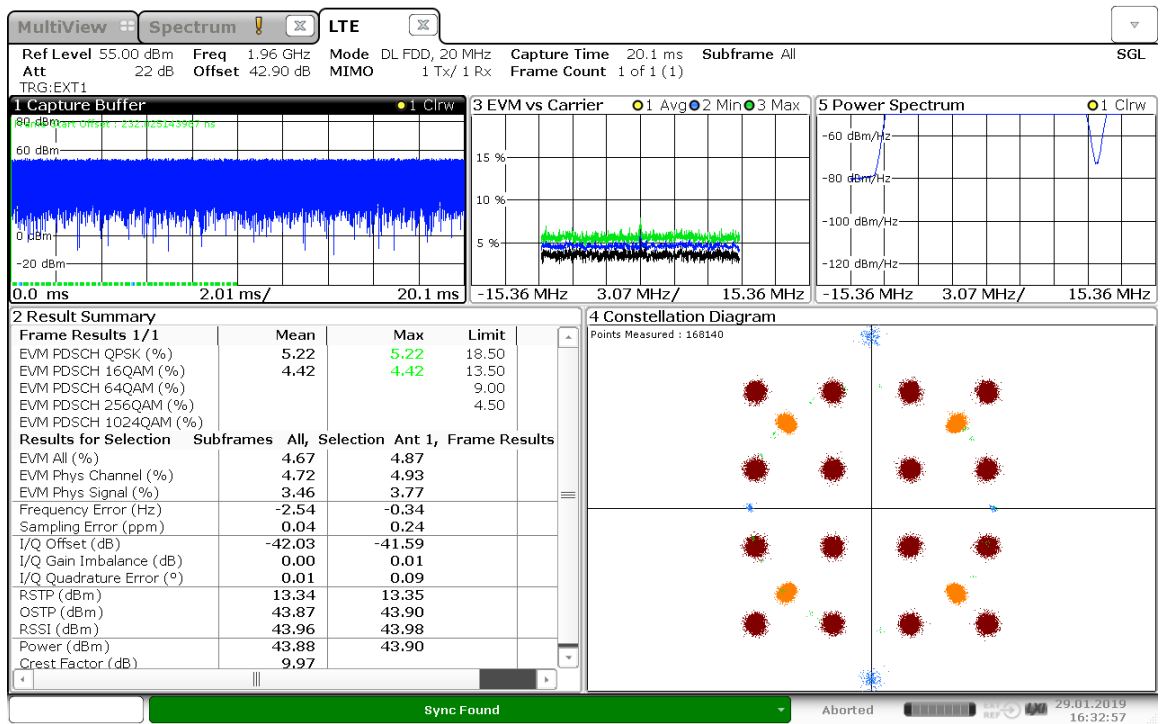 MultiView Spectrum LTE
Ref Level 55.00 dBm Freq 1.96 GHz Mode DL FDD, 20 MHz Capture Time 20.1 ms Subframe All SGL
Att 22 dB Offset 42.90 dB MIMO 1 Tx/ 1 Rx Frame Count 1 of 1 (1)
TRG:EXT1
1 Capture Buffer 1 Clrw
80 dBm
60 dBm
0 dBm
-20 dBm
0.0 ms 2.01 ms/ 20.1 ms
3 EVM vs Carrier 1 Avg 2 Min 3 Max
15 %
10 %
5 %
-15.36 MHz 3.07 MHz/ 15.36 MHz
5 Power Spectrum 1 Clrw
-60 dBm/Hz
-80 dBm/Hz
-100 dBm/Hz
-120 dBm/Hz
-15.36 MHz 3.07 MHz/ 15.36 MHz
2 Result Summary
Frame Results 1/1 Mean Max Limit
EVM PDSCH QPSK (%) 5.22 5.22 18.50
EVM PDSCH 16QAM (%) 4.42 4.42 13.50
EVM PDSCH 64QAM (%) 9.00
EVM PDSCH 256QAM (%) 4.50
EVM PDSCH 1024QAM (%)
Results for Selection Subframes All, Selection Ant 1, Frame Results
EVM All (%) 4.67 4.87
EVM Phys Channel (%) 4.72 4.93
EVM Phys Signal (%) 3.46 3.77
Frequency Error (Hz) -2.54 -0.34
Sampling Error (ppm) 0.04 0.24
I/Q Offset (dB) -42.03 -41.59
I/Q Gain Imbalance (dB) 0.00 0.01
I/Q Quadrature Error (°) 0.01 0.09
RSTP (dBm) 13.34 13.35
OSTP (dBm) 43.87 43.90
RSSI (dBm) 43.96 43.98
Power (dBm) 43.88 43.90
Crest Factor (dB) 9.97
4 Constellation Diagram
Points Measured : 168140
Sync Found
Aborted
EXT
REF
LXI
29.01.2019
16:32:57